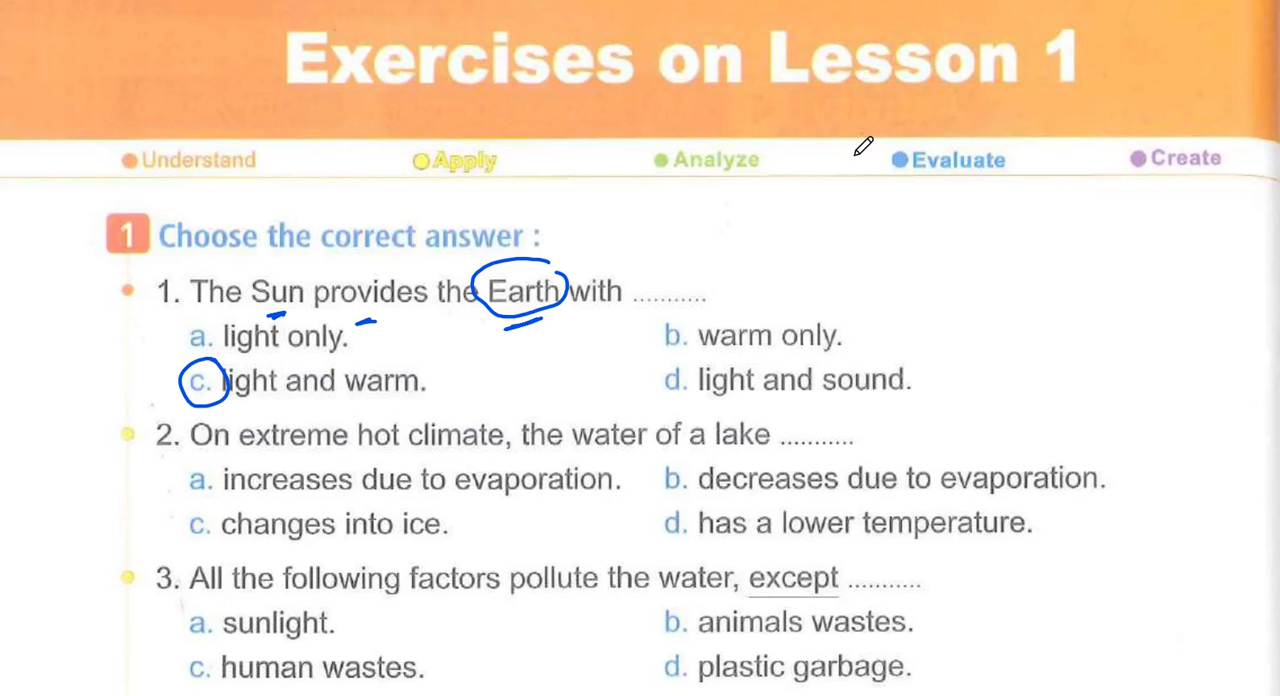 Exercises on Lesson 1
Understand Apply Analyze Evaluate Create
1 Choose the correct answer :
1. The Sun provides the Earth with ...........
a. light only. b. warm only.
c. light and warm. d. light and sound.
2. On extreme hot climate, the water of a lake ...........
a. increases due to evaporation. b. decreases due to evaporation.
c. changes into ice. d. has a lower temperature.
3. All the following factors pollute the water, except ...........
a. sunlight. b. animals wastes.
c. human wastes. d. plastic garbage.